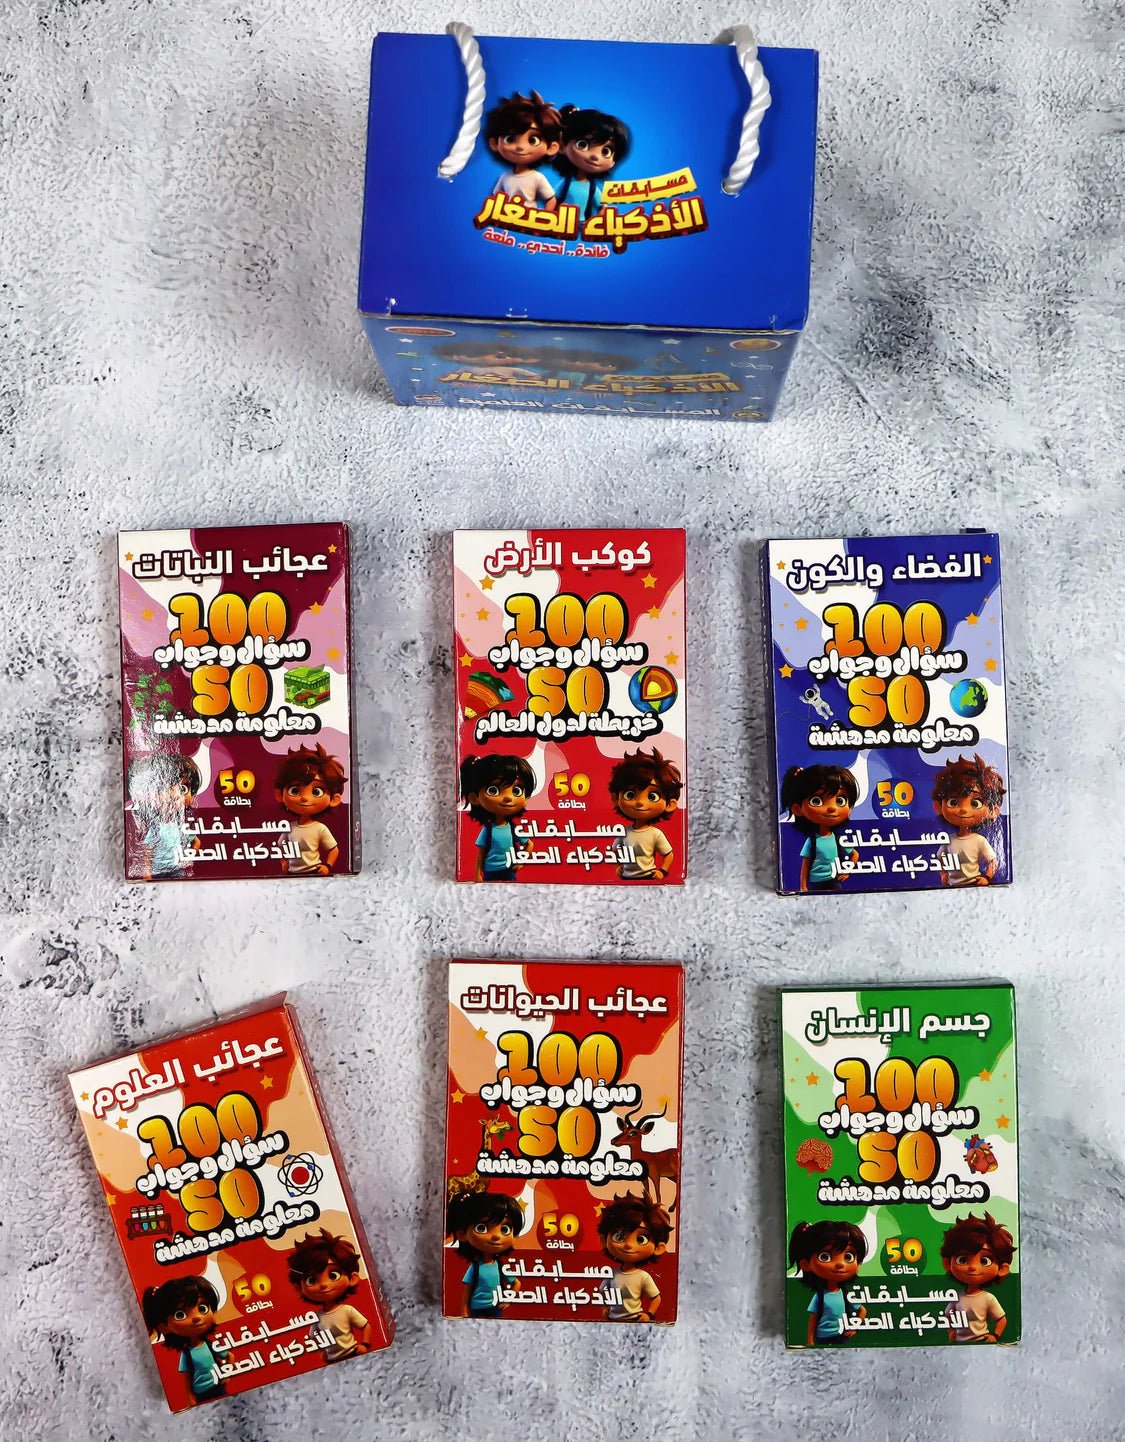 مسابقات
الأذكياء الصغار
فائدة.. تحدي.. متعة
الأذكياء الصغار
المسابقات العلمية
عجائب النباتات
100
سؤال وجواب
50
معلومة مدهشة
50
بطاقة
مسابقات
الأذكياء الصغار
كوكب الأرض
100
سؤال وجواب
50
خريطة لدول العالم
50
بطاقة
مسابقات
الأذكياء الصغار
الفضاء والكون
100
سؤال وجواب
50
معلومة مدهشة
50
بطاقة
مسابقات
الأذكياء الصغار
عجائب العلوم
100
سؤال وجواب
50
معلومة مدهشة
50
بطاقة
مسابقات
الأذكياء الصغار
عجائب الحيوانات
100
سؤال وجواب
50
معلومة مدهشة
50
بطاقة
مسابقات
الأذكياء الصغار
جسم الإنسان
100
سؤال وجواب
50
معلومة مدهشة
50
بطاقة
مسابقات
الأذكياء الصغار